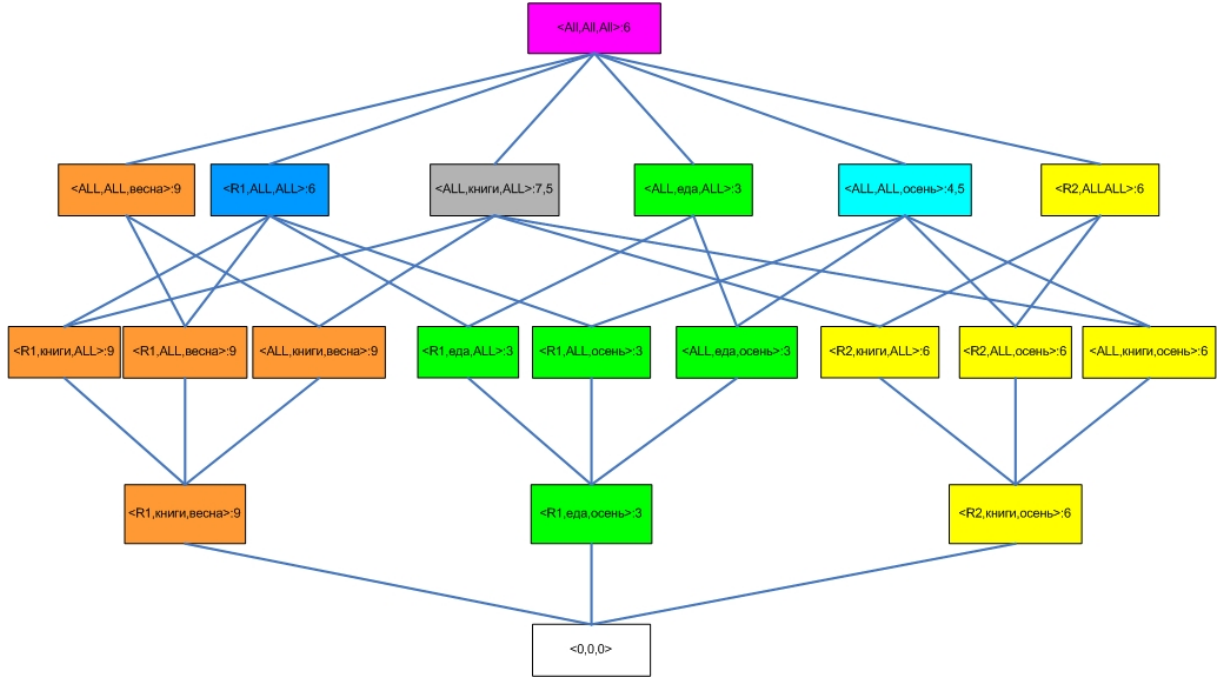 <All,All,All>:6
<ALL,ALL,весна>:9
<R1,ALL,ALL>:6
<ALL,книги,ALL>:7,5
<ALL,еда,ALL>:3
<ALL,ALL,осень>:4,5
<R2,ALLALL>:6
<R1,книги,ALL>:9
<R1,ALL,весна>:9
<ALL,книги,весна>:9
<R1,еда,ALL>:3
<R1,ALL,осень>:3
<ALL,еда,осень>:3
<R2,книги,ALL>:6
<R2,ALL,осень>:6
<ALL,книги,осень>:6
<R1,книги,весна>:9
<R1,еда,осень>:3
<R2,книги,осень>:6
<0,0,0>